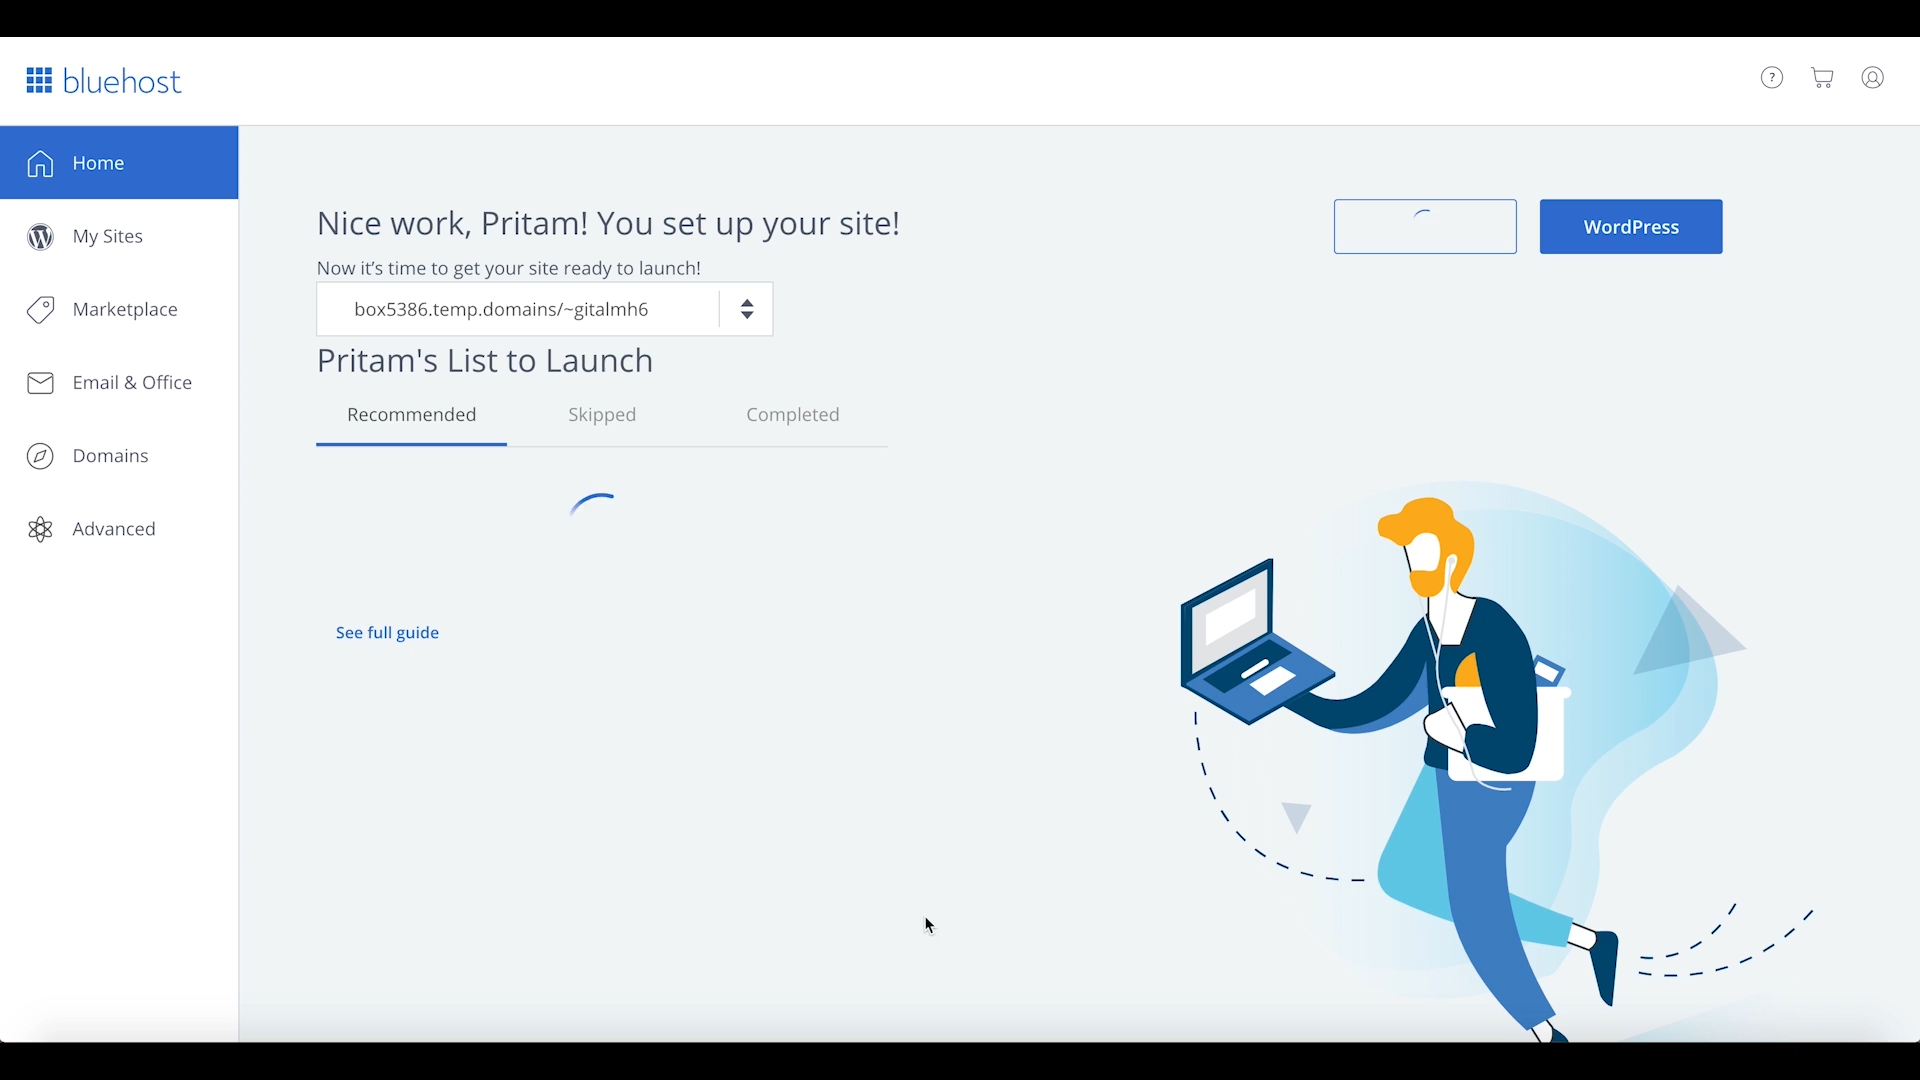 bluehost
?
Home
My Sites
Marketplace
Email & Office
Domains
Advanced
Nice work, Pritam! You set up your site!
Now it’s time to get your site ready to launch!
box5386.temp.domains/~gitalmh6
WordPress
Pritam's List to Launch
Recommended Skipped Completed
See full guide